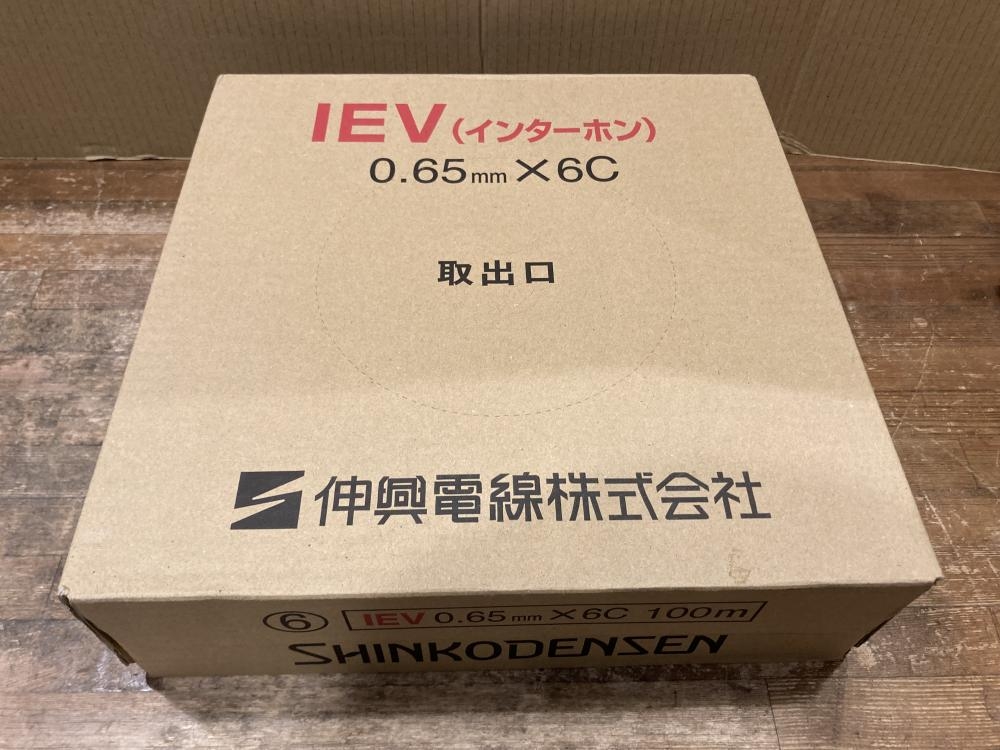 IEV(インターホン)
0.65mm×6C
取出口
伸興電線株式会社
⑥ IEV 0.65mm×6C 100m
SHINKODENSEN